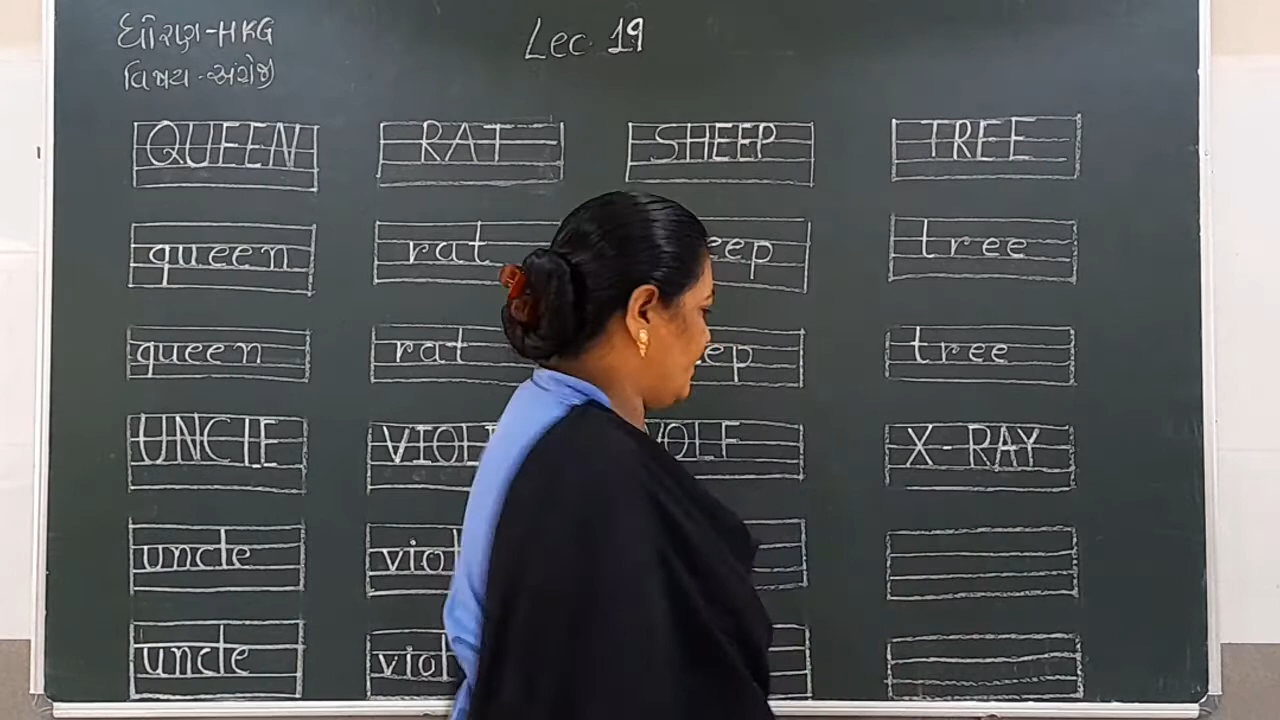 ધોરણ-HKG
વિષય-અંગ્રેજી
Lec. 19
QUEEN RAT SHEEP TREE
queen rat eep tree
queen rat ep tree
UNCLE VIOLI OLF X-RAY
uncle viol
uncle viol